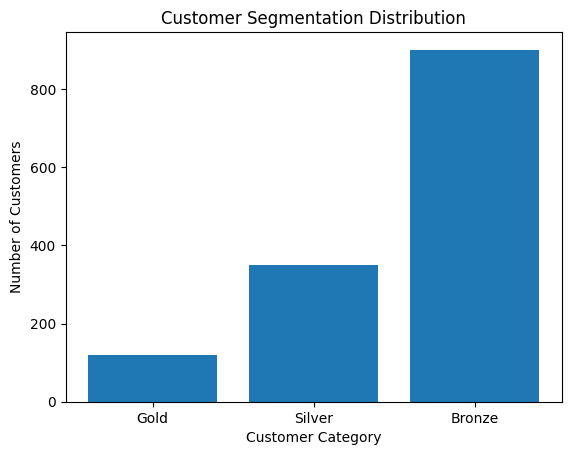 Customer Segmentation Distribution
Number of Customers
800
600
400
200
0
Gold Silver Bronze
Customer Category